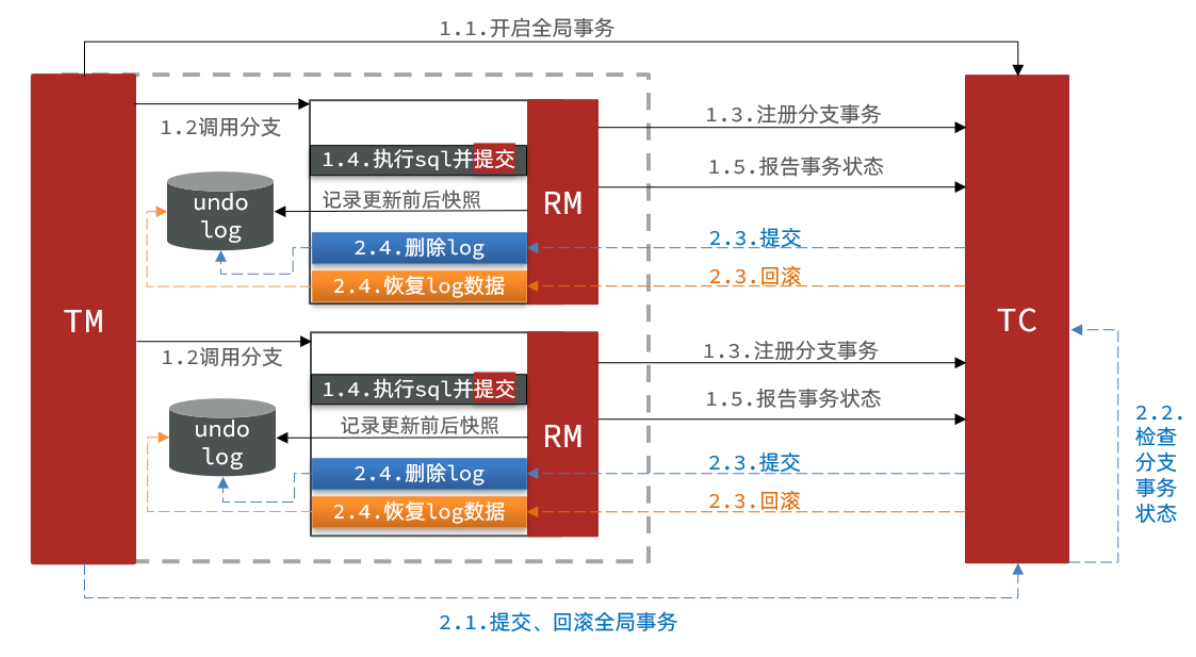 1.1.开启全局事务
TM
1.2调用分支
1.4.执行sql并提交
undo
log
记录更新前后快照
2.4.删除log
2.4.恢复log数据
RM
1.3.注册分支事务
1.5.报告事务状态
2.3.提交
2.3.回滚
1.2调用分支
1.4.执行sql并提交
undo
log
记录更新前后快照
2.4.删除log
2.4.恢复log数据
RM
1.3.注册分支事务
1.5.报告事务状态
2.3.提交
2.3.回滚
TC
2.2.
检查
分支
事务
状态
2.1.提交、回滚全局事务